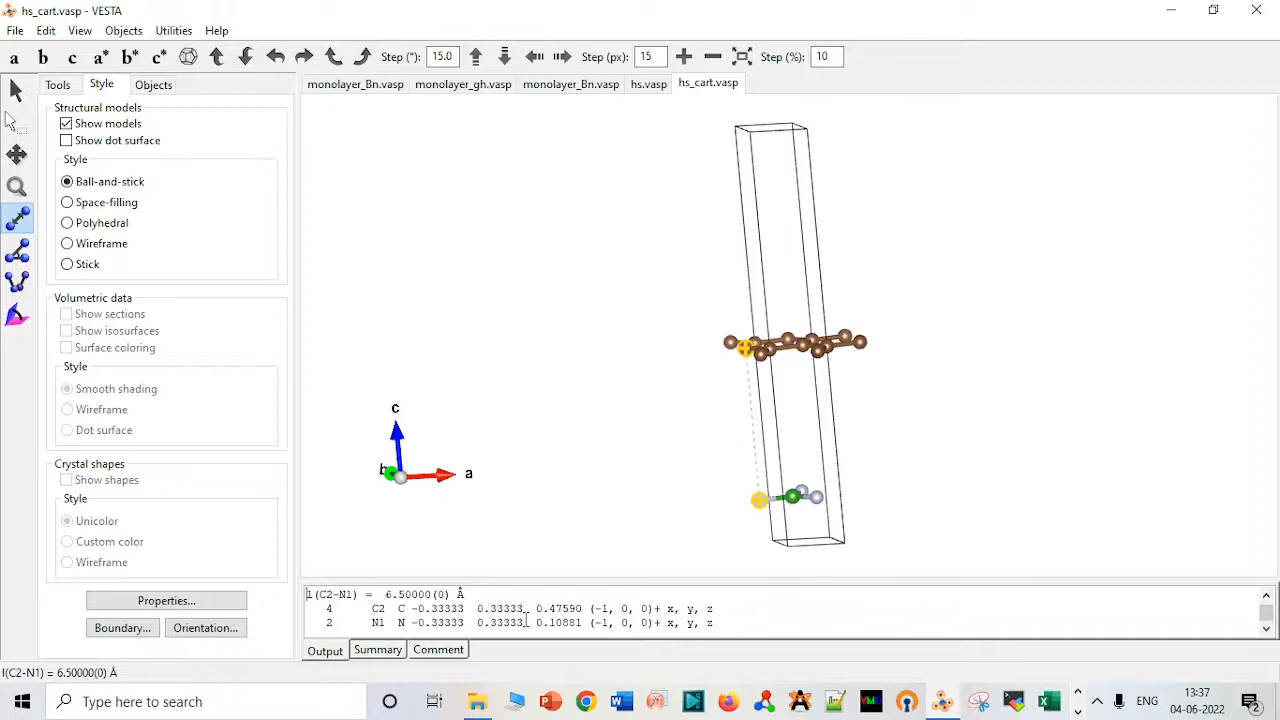 hs_cart.vasp - VESTA
File Edit View Objects Utilities Help
a b c a* b* c* Step (°): 15.0 Step (px): 15 Step (%): 10
Tools Style Objects
monolayer_Bn.vasp monolayer_gh.vasp monolayer_Bn.vasp hs.vasp hs_cart.vasp
Structural models
Show models
Show dot surface
Style
Ball-and-stick
Space-filling
Polyhedral
Wireframe
Stick
Volumetric data
Show sections
Show isosurfaces
Surface coloring
Style
Smooth shading
Wireframe
Dot surface
Crystal shapes
Show shapes
Style
Unicolor
Custom color
Wireframe
Properties...
Boundary... Orientation...
c
b
a
l(C2-N1) = 6.50000(0) Å
4 C2 C -0.33333 0.33333 0.47590 (-1, 0, 0)+ x, y, z
2 N1 N -0.33333 0.33333 0.10881 (-1, 0, 0)+ x, y, z
Output Summary Comment
l(C2-N1) = 6.50000(0) Å
Type here to search
13:37
04-06-2022
2